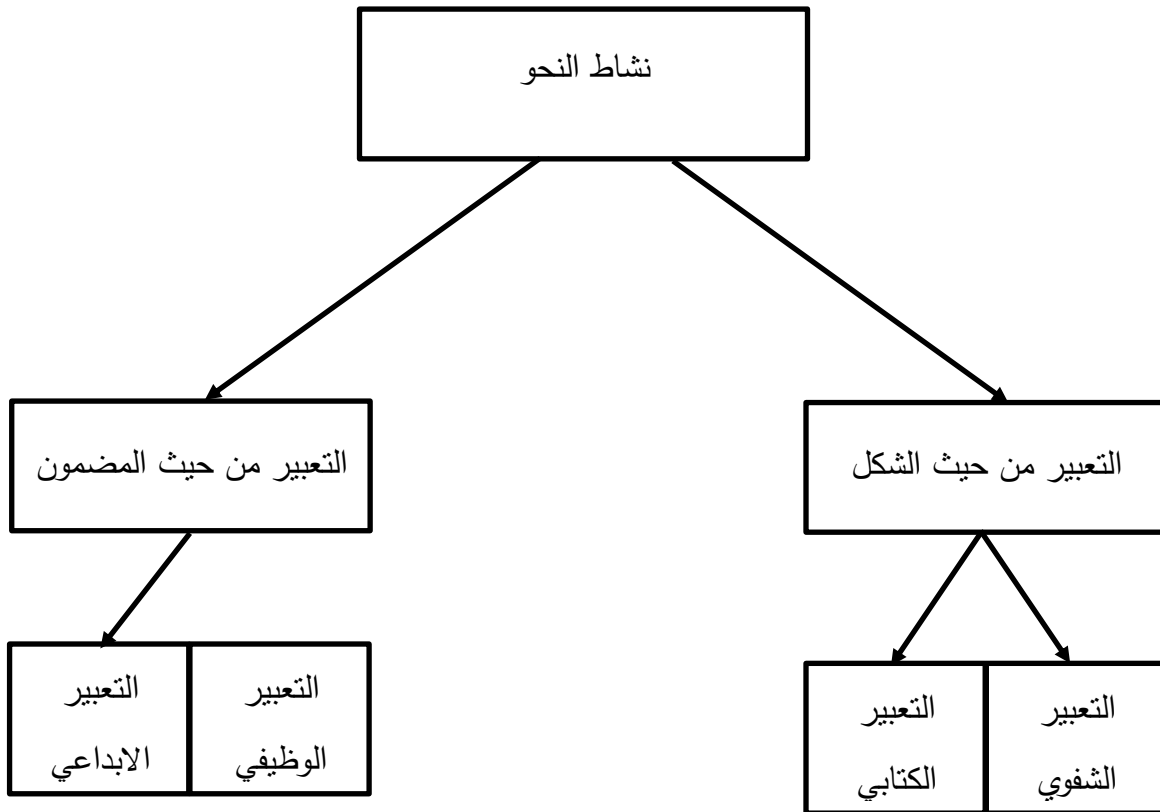 نشاط النحو
التعبير من حيث الشكل
التعبير من حيث المضمون
التعبير
الشفوي
التعبير
الكتابي
التعبير
الوظيفي
التعبير
الابداعي